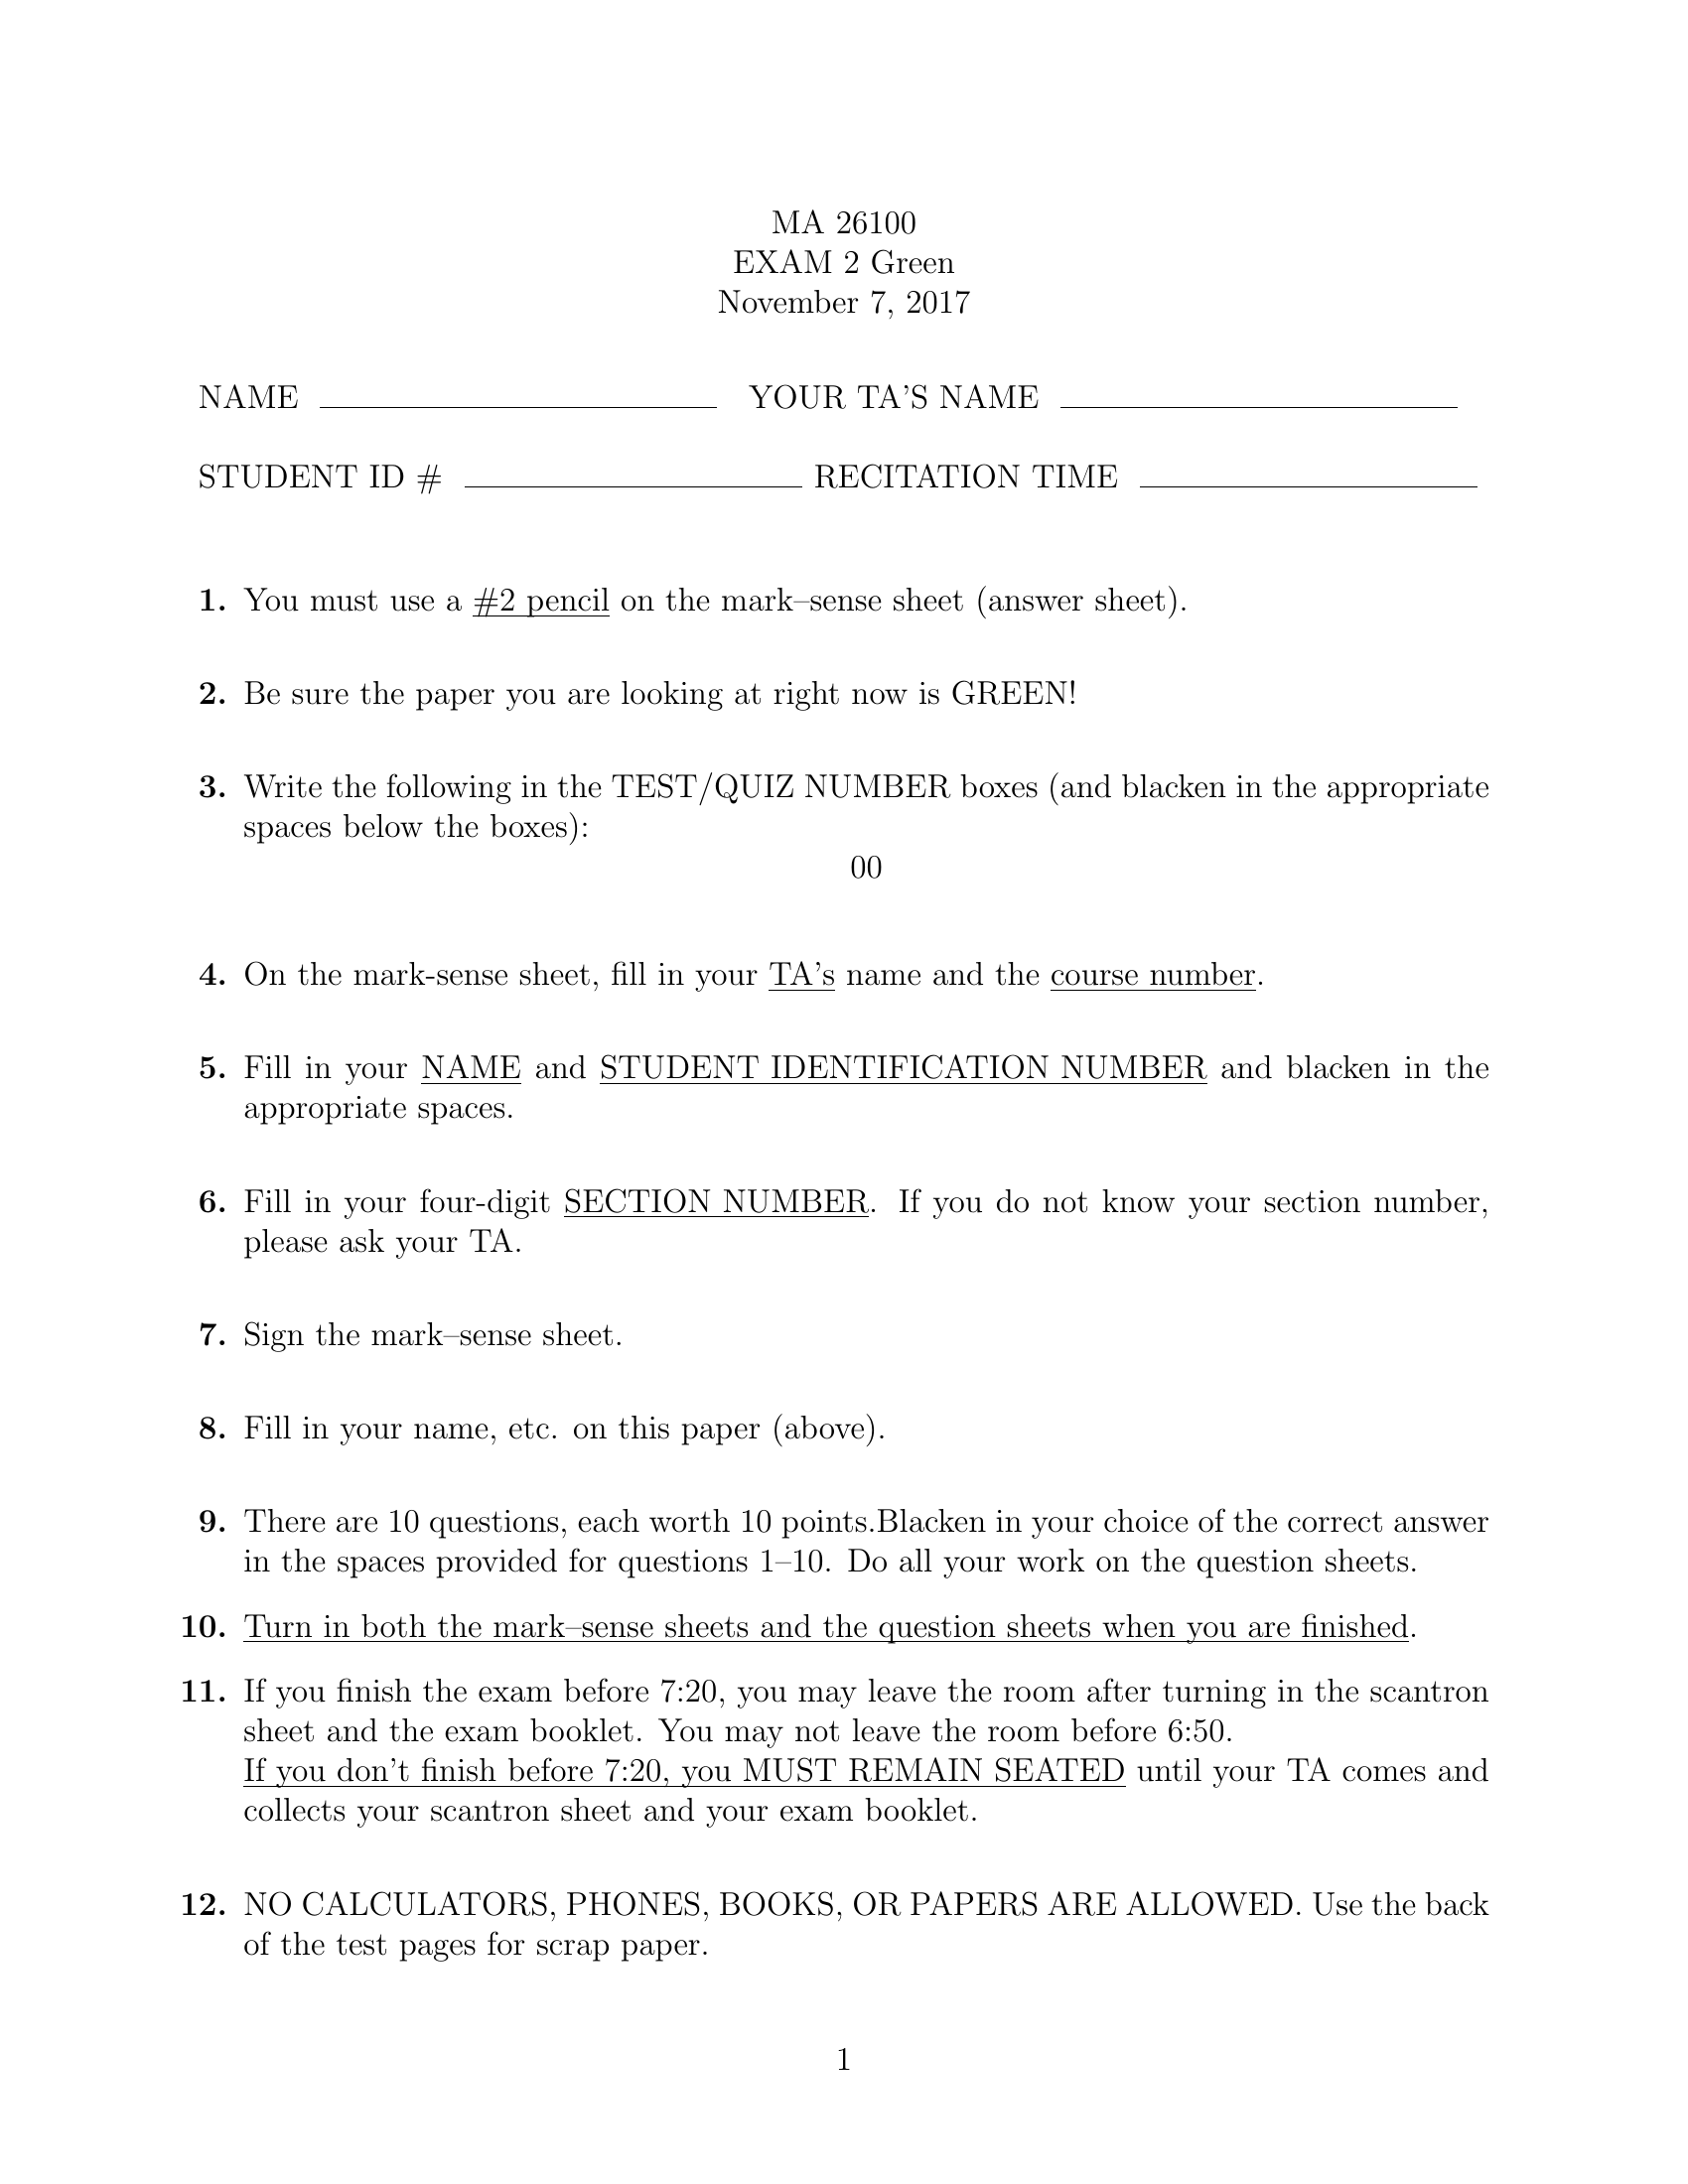 MA 26100
EXAM 2 Green
November 7, 2017
NAME YOUR TA'S NAME
STUDENT ID # RECITATION TIME
1. You must use a #2 pencil on the mark–sense sheet (answer sheet).
2. Be sure the paper you are looking at right now is GREEN!
3. Write the following in the TEST/QUIZ NUMBER boxes (and blacken in the appropriate
spaces below the boxes):
00
4. On the mark-sense sheet, fill in your TA's name and the course number.
5. Fill in your NAME and STUDENT IDENTIFICATION NUMBER and blacken in the
appropriate spaces.
6. Fill in your four-digit SECTION NUMBER. If you do not know your section number,
please ask your TA.
7. Sign the mark–sense sheet.
8. Fill in your name, etc. on this paper (above).
9. There are 10 questions, each worth 10 points.Blacken in your choice of the correct answer
in the spaces provided for questions 1–10. Do all your work on the question sheets.
10. Turn in both the mark–sense sheets and the question sheets when you are finished.
11. If you finish the exam before 7:20, you may leave the room after turning in the scantron
sheet and the exam booklet. You may not leave the room before 6:50.
If you don't finish before 7:20, you MUST REMAIN SEATED until your TA comes and
collects your scantron sheet and your exam booklet.
12. NO CALCULATORS, PHONES, BOOKS, OR PAPERS ARE ALLOWED. Use the back
of the test pages for scrap paper.
1